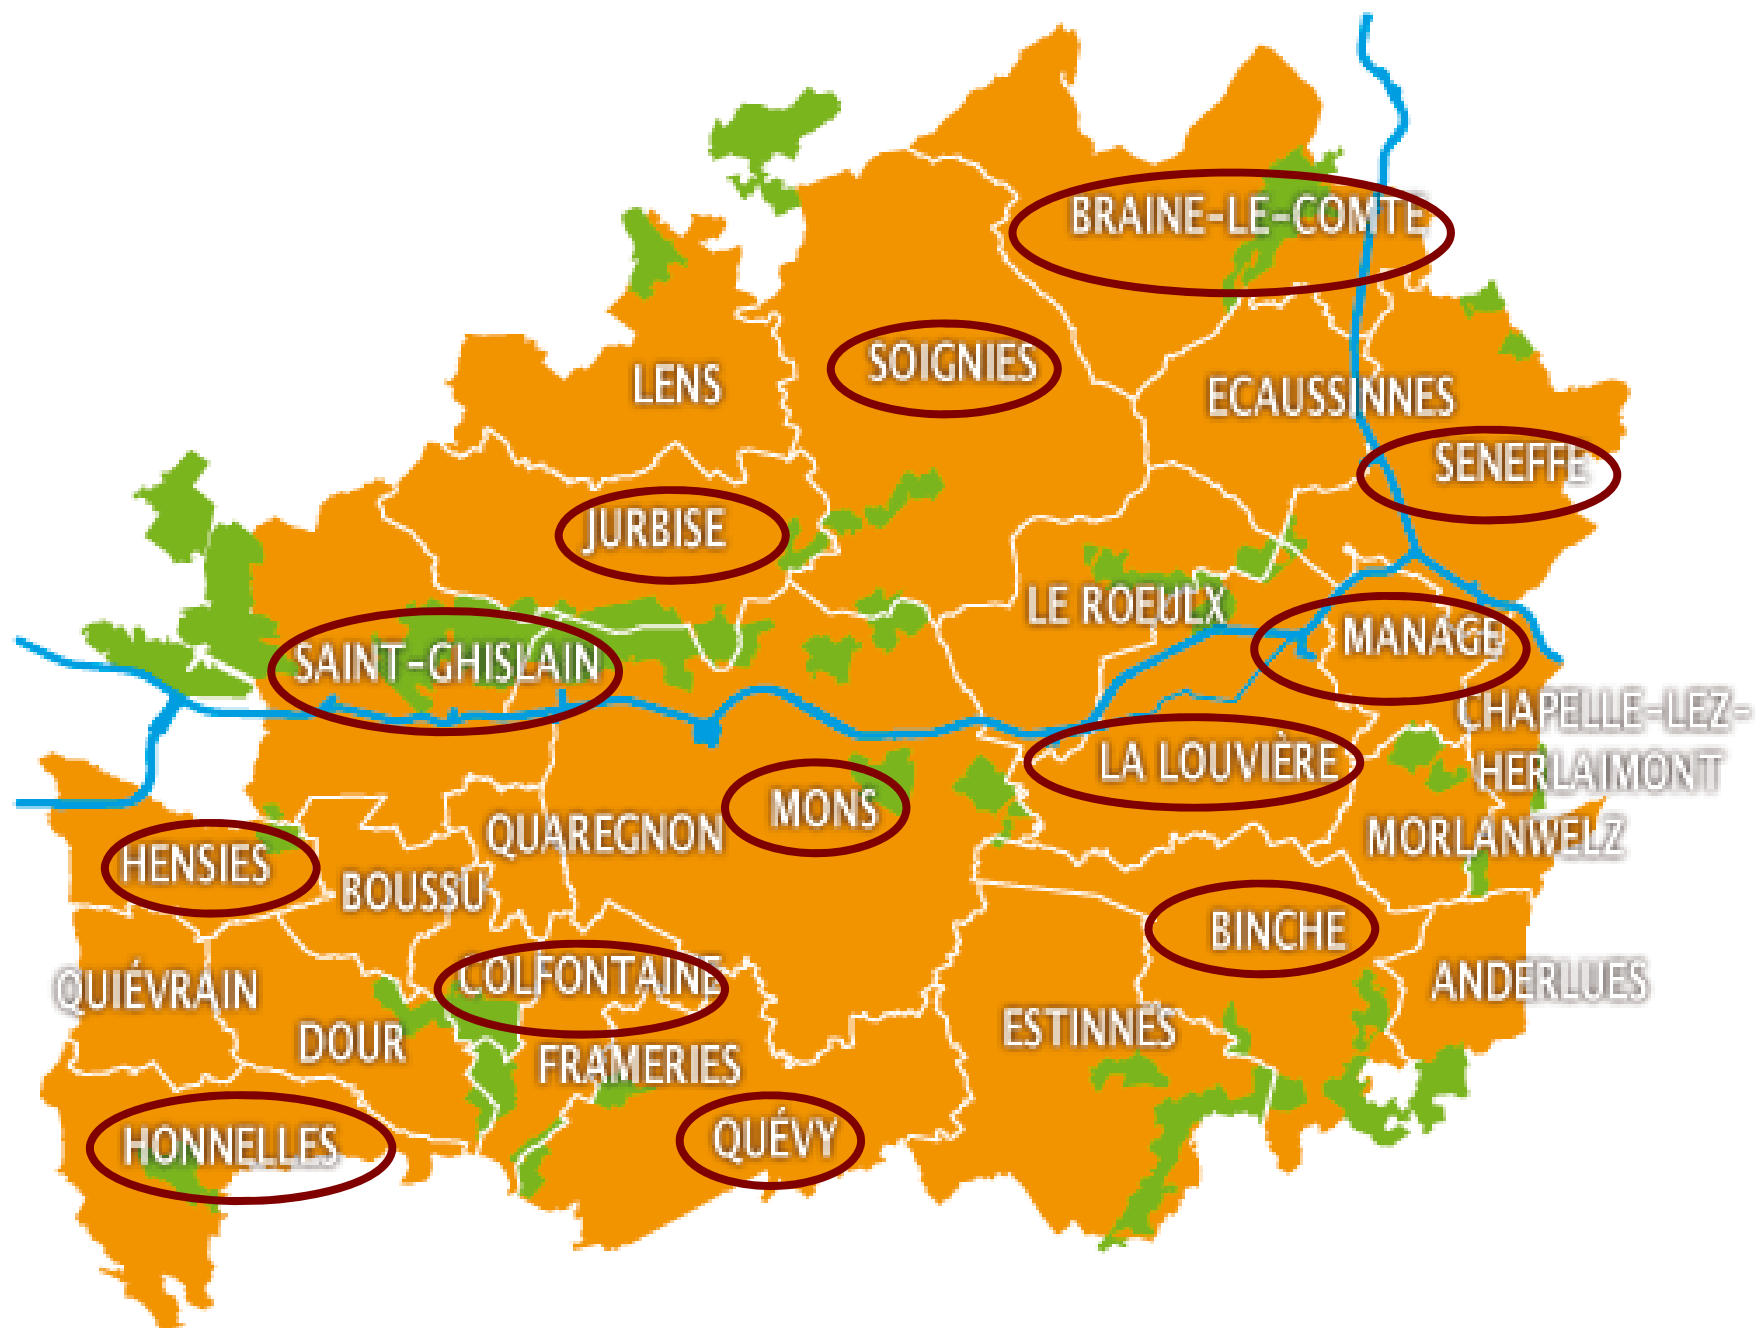 BRAINE-LE-COMTE
SOIGNIES
LENS
ECAUSSINNES
SENEFFE
JURBISE
LE ROEULX
MANAGE
SAINT-GHISLAIN
CHAPELLE-LEZ-
HERLAIMONT
LA LOUVIÈRE
MONS
QUAREGNON
MORLANWELZ
HENSIES
BOUSSU
BINCHE
COLFONTAINE
ANDERLUES
QUIÉVRAIN
ESTINNES
DOUR
FRAMERIES
HONNELLES
QUÉVY